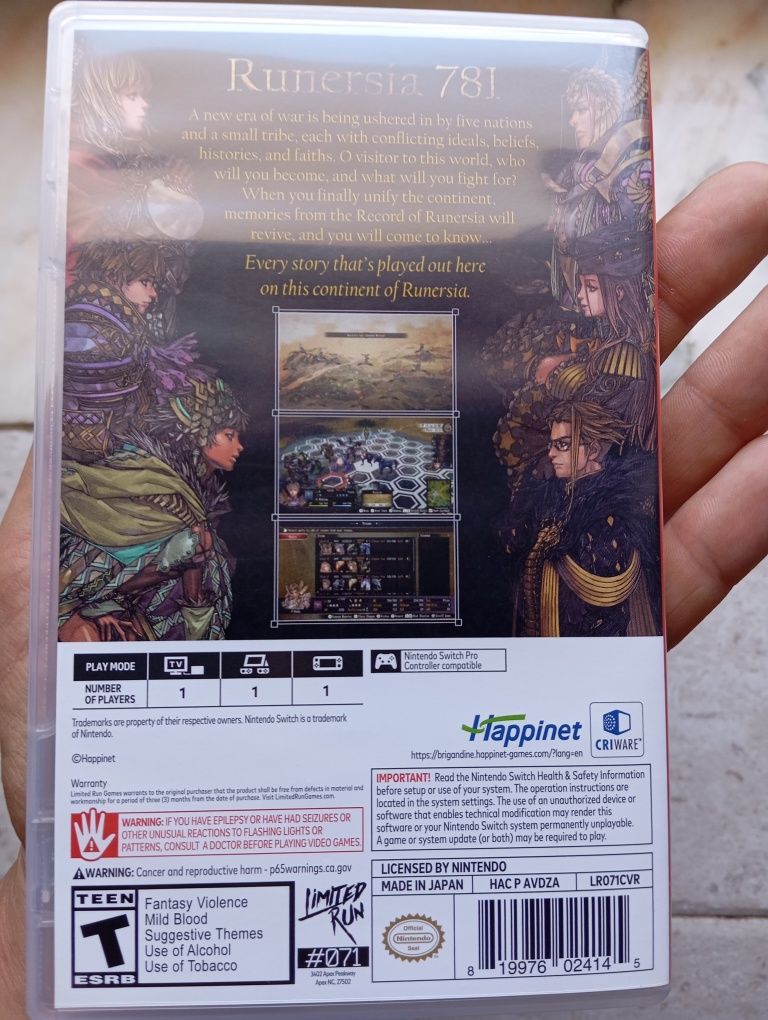 Runersia 781
A new era of war is being ushered in by five nations
and a small tribe, each with conflicting ideals, beliefs,
histories, and faiths. O visitor to this world, who
will you become, and what will you fight for?
When you finally unify the continent,
memories from the Record of Runersia will
revive, and you will come to know...
Every story that's played out here
on this continent of Runersia.
PLAY MODE
TV
NUMBER
OF PLAYERS
1
1
1
Nintendo Switch Pro
Controller compatible
Trademarks are property of their respective owners. Nintendo Switch is a trademark
of Nintendo.
©Happinet
Happinet
CRIWARE™
https://brigandine.happinet-games.com/?lang=en
Warranty
Limited Run Games warrants to the original purchaser that the product shall be free from defects in material and
workmanship for a period of three (3) months from the date of purchase. Visit LimitedRunGames.com.
WARNING: IF YOU HAVE EPILEPSY OR HAVE HAD SEIZURES OR
OTHER UNUSUAL REACTIONS TO FLASHING LIGHTS OR
PATTERNS, CONSULT A DOCTOR BEFORE PLAYING VIDEO GAMES.
WARNING: Cancer and reproductive harm - p65warnings.ca.gov
IMPORTANT! Read the Nintendo Switch Health & Safety Information
before setup or use of your system. The operation instructions are
located in the system settings. The use of an unauthorized device or
software that enables technical modification may render this
software or your Nintendo Switch system permanently unplayable.
A game or system update (or both) may be required to play.
TEEN
T
ESRB
Fantasy Violence
Mild Blood
Suggestive Themes
Use of Alcohol
Use of Tobacco
LIMITED
RUN
#071
3402 Apex Peakway
Apex NC, 27502
LICENSED BY NINTENDO
MADE IN JAPAN
HAC P AVDZA
LR071CVR
Official
Nintendo
Seal
8 19976 02414 5